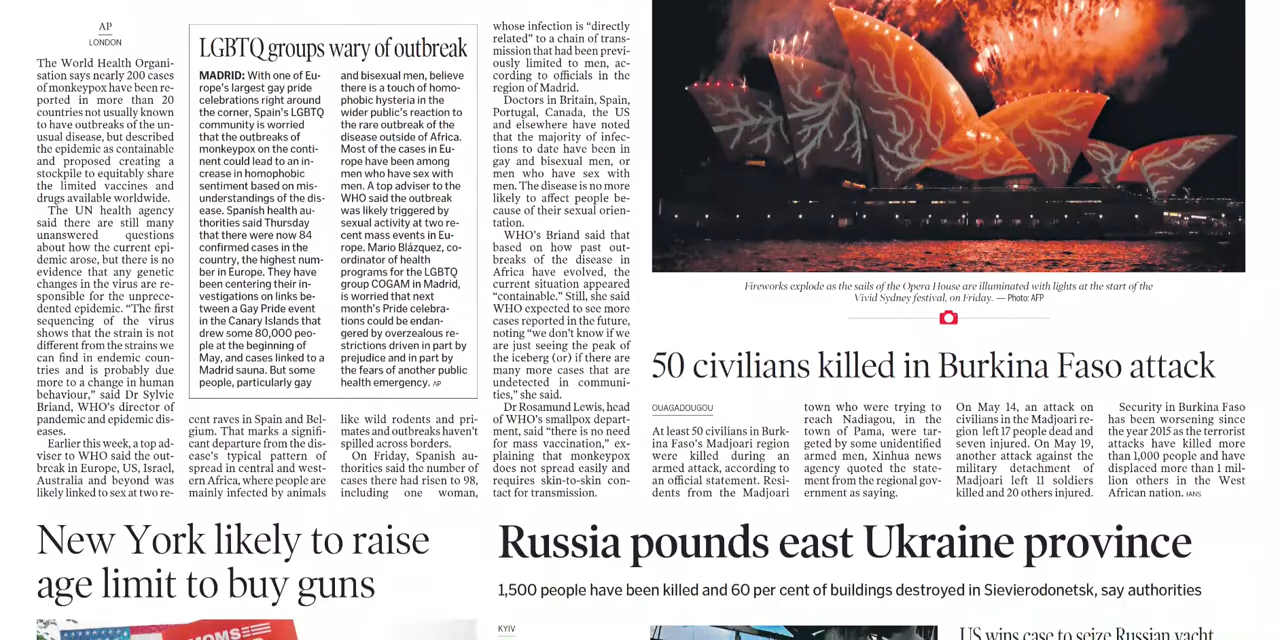 AP
LONDON
The World Health Organi-
sation says nearly 200 cases
of monkeypox have been re-
ported in more than 20
countries not usually known
to have outbreaks of the un-
usual disease, but described
the epidemic as containable
and proposed creating a
stockpile to equitably share
the limited vaccines and
drugs available worldwide.
The UN health agency
said there are still many
unanswered questions
about how the current epi-
demic arose, but there is no
evidence that any genetic
changes in the virus are re-
sponsible for the unprece-
dented epidemic. “The first
sequencing of the virus
shows that the strain is not
different from the strains we
can find in endemic coun-
tries and is probably due
more to a change in human
behaviour,” said Dr Sylvie
Briand, WHO’s director of
pandemic and epidemic dis-
eases.
Earlier this week, a top ad-
viser to WHO said the out-
break in Europe, US, Israel,
Australia and beyond was
likely linked to sex at two re-
cent raves in Spain and Bel-
gium. That marks a signifi-
cant departure from the dis-
ease’s typical pattern of
spread in central and west-
ern Africa, where people are
mainly infected by animals
like wild rodents and pri-
mates and outbreaks haven’t
spilled across borders.
On Friday, Spanish au-
thorities said the number of
cases there had risen to 98,
including one woman,
whose infection is “directly
related” to a chain of trans-
mission that had been previ-
ously limited to men, ac-
cording to officials in the
region of Madrid.
Doctors in Britain, Spain,
Portugal, Canada, the US
and elsewhere have noted
that the majority of infec-
tions to date have been in
gay and bisexual men, or
men who have sex with
men. The disease is no more
likely to affect people be-
cause of their sexual orien-
tation.
WHO’s Briand said that
based on how past out-
breaks of the disease in
Africa have evolved, the
current situation appeared
“containable.” Still, she said
WHO expected to see more
cases reported in the future,
noting “we don’t know if we
are just seeing the peak of
the iceberg (or) if there are
many more cases that are
undetected in communi-
ties,” she said.
Dr Rosamund Lewis, head
of WHO’s smallpox depart-
ment, said “there is no need
for mass vaccination,” ex-
plaining that monkeypox
does not spread easily and
requires skin-to-skin con-
tact for transmission.
LGBTQ groups wary of outbreak
MADRID: With one of Eu-
rope’s largest gay pride
celebrations right around
the corner, Spain’s LGBTQ
community is worried
that the outbreaks of
monkeypox on the conti-
nent could lead to an in-
crease in homophobic
sentiment based on mis-
understandings of the dis-
ease. Spanish health au-
thorities said Thursday
that there were now 84
confirmed cases in the
country, the highest num-
ber in Europe. They have
been centering their in-
vestigations on links be-
tween a Gay Pride event
in the Canary Islands that
drew some 80,000 peo-
ple at the beginning of
May, and cases linked to a
Madrid sauna. But some
people, particularly gay
and bisexual men, believe
there is a touch of homo-
phobic hysteria in the
wider public’s reaction to
the rare outbreak of the
disease outside of Africa.
Most of the cases in Eu-
rope have been among
men who have sex with
men. A top adviser to the
WHO said the outbreak
was likely triggered by
sexual activity at two re-
cent mass events in Eu-
rope. Mario Blázquez, co-
ordinator of health
programs for the LGBTQ
group COGAM in Madrid,
is worried that next
month’s Pride celebra-
tions could be endan-
gered by overzealous re-
strictions driven in part by
prejudice and in part by
the fears of another public
health emergency. AP
Fireworks explode as the sails of the Opera House are illuminated with lights at the start of the
Vivid Sydney festival, on Friday. — Photo: AFP
50 civilians killed in Burkina Faso attack
OUAGADOUGOU
At least 50 civilians in Burk-
ina Faso’s Madjoari region
were killed during an
armed attack, according to
an official statement. Resi-
dents from the Madjoari
town who were trying to
reach Nadiagou, in the
town of Pama, were tar-
geted by some unidentified
armed men, Xinhua news
agency quoted the state-
ment from the regional gov-
ernment as saying.
On May 14, an attack on
civilians in the Madjoari re-
gion left 17 people dead and
seven injured. On May 19,
another attack against the
military detachment of
Madjoari left 11 soldiers
killed and 20 others injured.
Security in Burkina Faso
has been worsening since
the year 2015 as the terrorist
attacks have killed more
than 1,000 people and have
displaced more than 1 mil-
lion others in the West
African nation. IANS
New York likely to raise
age limit to buy guns
MOMS
Russia pounds east Ukraine province
1,500 people have been killed and 60 per cent of buildings destroyed in Sievierodonetsk, say authorities
KYIV
US wins case to seize Russian yacht